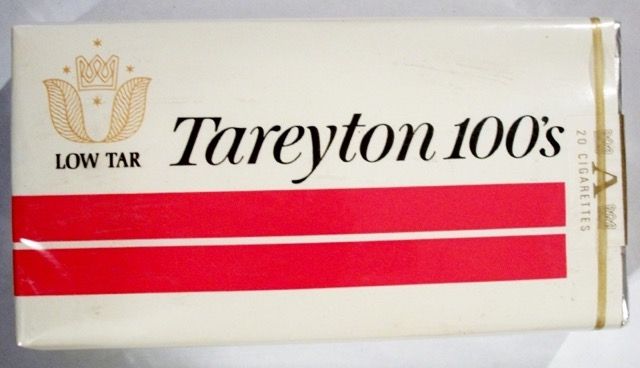 LOW TAR
Tareyton 100's
20 CIGARETTES
A